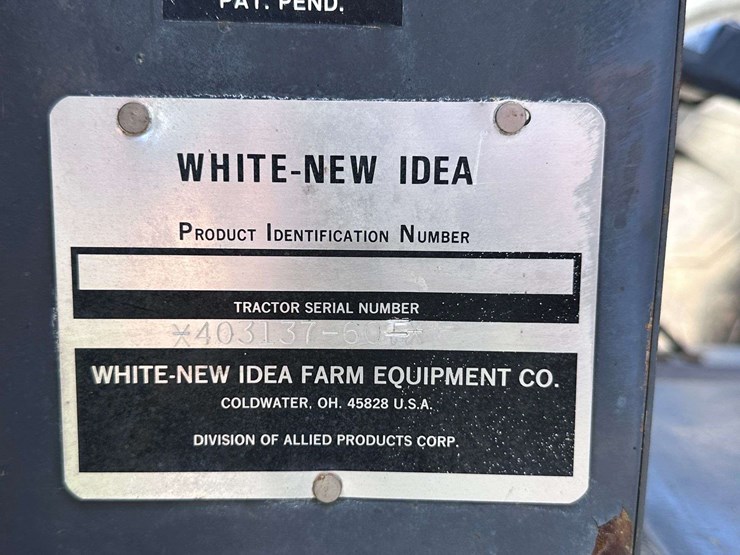 PAT. PEND.
WHITE-NEW IDEA
PRODUCT IDENTIFICATION NUMBER
TRACTOR SERIAL NUMBER
WHITE-NEW IDEA FARM EQUIPMENT CO.
COLDWATER, OH. 45828 U.S.A.
DIVISION OF ALLIED PRODUCTS CORP.